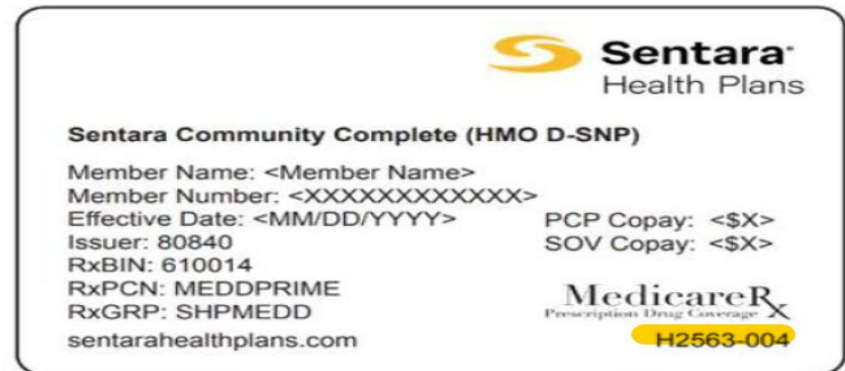 Sentara
Health Plans
Sentara Community Complete (HMO D-SNP)
Member Name: <Member Name>
Member Number: <XXXXXXXXXXXXX>
Effective Date: <MM/DD/YYYY> PCP Copay: <$X>
Issuer: 80840 SOV Copay: <$X>
RxBIN: 610014
RxPCN: MEDDPRIME
RxGRP: SHPMEDD
MedicareRx
Prescription Drug Coverage
sentarahealthplans.com H2563-004